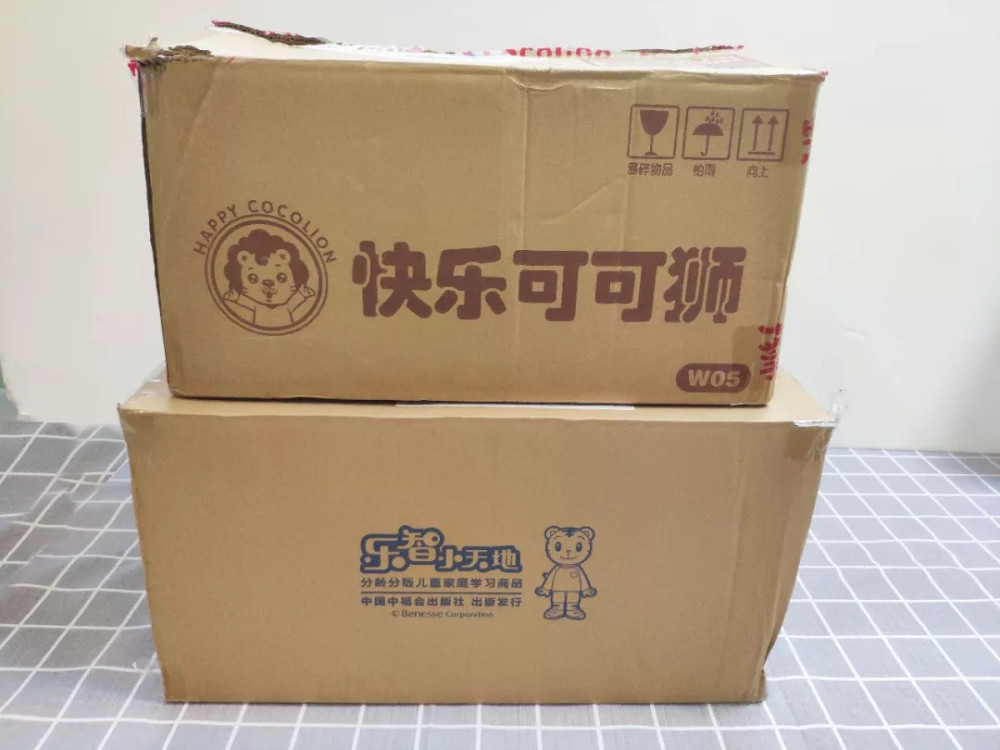 COCOLION
易碎物品 怕雨 向上
HAPPY COCOLION
快乐可可狮
W05
乐智小天地
分龄分版儿童家庭学习商品
中国中福会出版社 出版发行
© Benesse Corporation